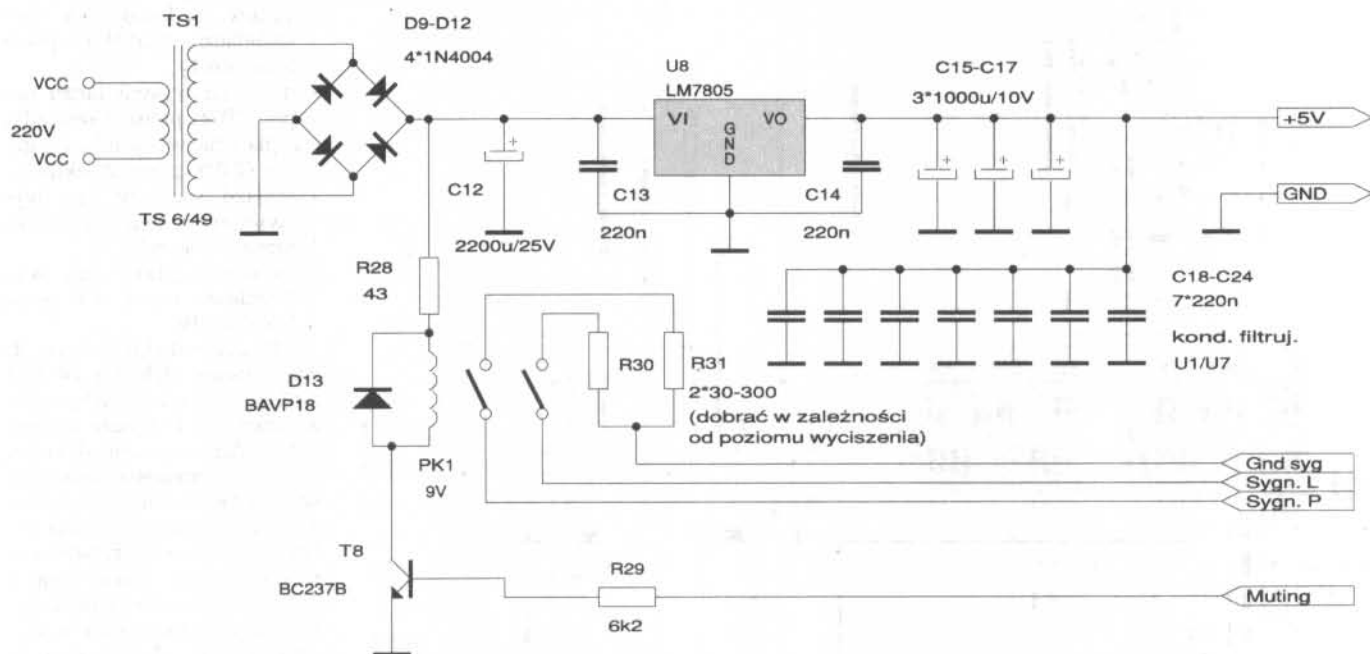 TS1
D9-D12
4*1N4004
VCC
220V
VCC
TS 6/49
U8
LM7805
VI
GND
VO
C15-C17
3*1000u/10V
+5V
GND
C12
2200u/25V
C13
220n
C14
220n
C18-C24
7*220n
kond. filtruj.
U1/U7
R28
43
D13
BAVP18
PK1
9V
R30
R31
2*30-300
(dobrać w zależności
od poziomu wyciszenia)
Gnd syg
Sygn. L
Sygn. P
T8
BC237B
R29
6k2
Muting
+
+
+
+